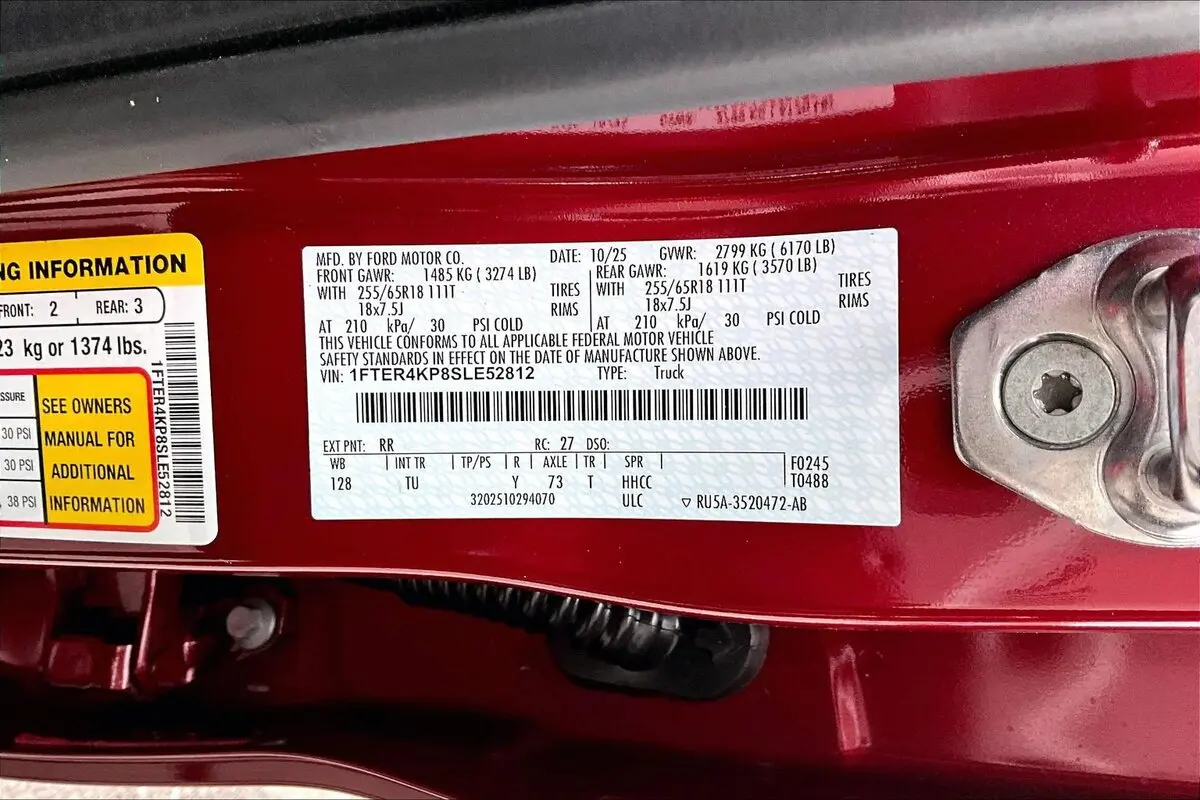 NG INFORMATION
FRONT: 2 REAR: 3
23 kg or 1374 lbs.
SSURE
30 PSI
30 PSI
, 38 PSI
SEE OWNERS
MANUAL FOR
ADDITIONAL
INFORMATION
1FTER4KP8SLE52812
MFD. BY FORD MOTOR CO. DATE: 10/25 GVWR: 2799 KG ( 6170 LB)
FRONT GAWR: 1485 KG ( 3274 LB) REAR GAWR: 1619 KG ( 3570 LB)
WITH 255/65R18 111T TIRES WITH 255/65R18 111T TIRES
18x7.5J RIMS 18x7.5J RIMS
AT 210 kPa/ 30 PSI COLD AT 210 kPa/ 30 PSI COLD
THIS VEHICLE CONFORMS TO ALL APPLICABLE FEDERAL MOTOR VEHICLE
SAFETY STANDARDS IN EFFECT ON THE DATE OF MANUFACTURE SHOWN ABOVE.
VIN: 1FTER4KP8SLE52812 TYPE: Truck
EXT PNT: RR RC: 27 DSO:
WB INT TR TP/PS R AXLE TR SPR F0245
128 TU Y 73 T HHCC T0488
3202510294070 ULC ▽ RU5A-3520472-AB